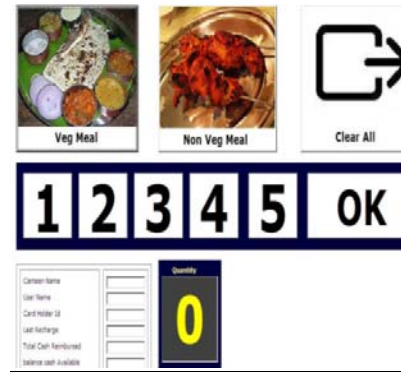 Veg Meal
Non Veg Meal
Clear All
1 2 3 4 5 OK
Canteen Name
User Name
Card Holder Id
Last Recharge
Total Cash Reimbursed
balance cash Available
Quantity
0